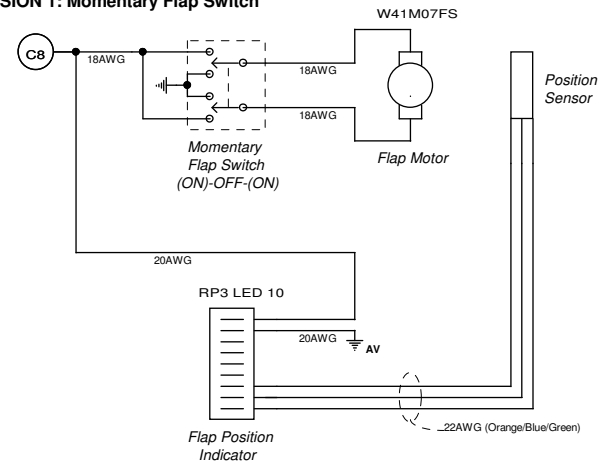 SION 1: Momentary Flap Switch
W41M07FS
C8
18AWG
18AWG
18AWG
Position
Sensor
Momentary
Flap Switch
(ON)-OFF-(ON)
Flap Motor
20AWG
RP3 LED 10
20AWG
AV
22AWG (Orange/Blue/Green)
Flap Position
Indicator